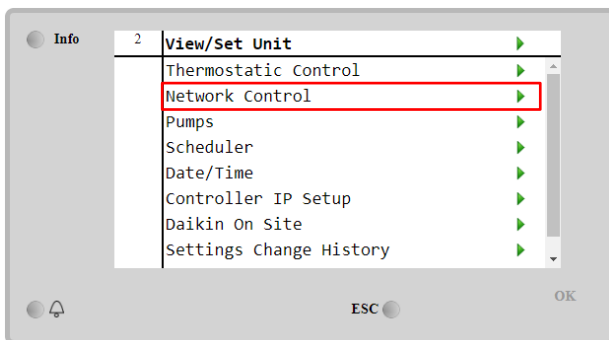 Info
2 View/Set Unit
Thermostatic Control
Network Control
Pumps
Scheduler
Date/Time
Controller IP Setup
Daikin On Site
Settings Change History
OK
ESC